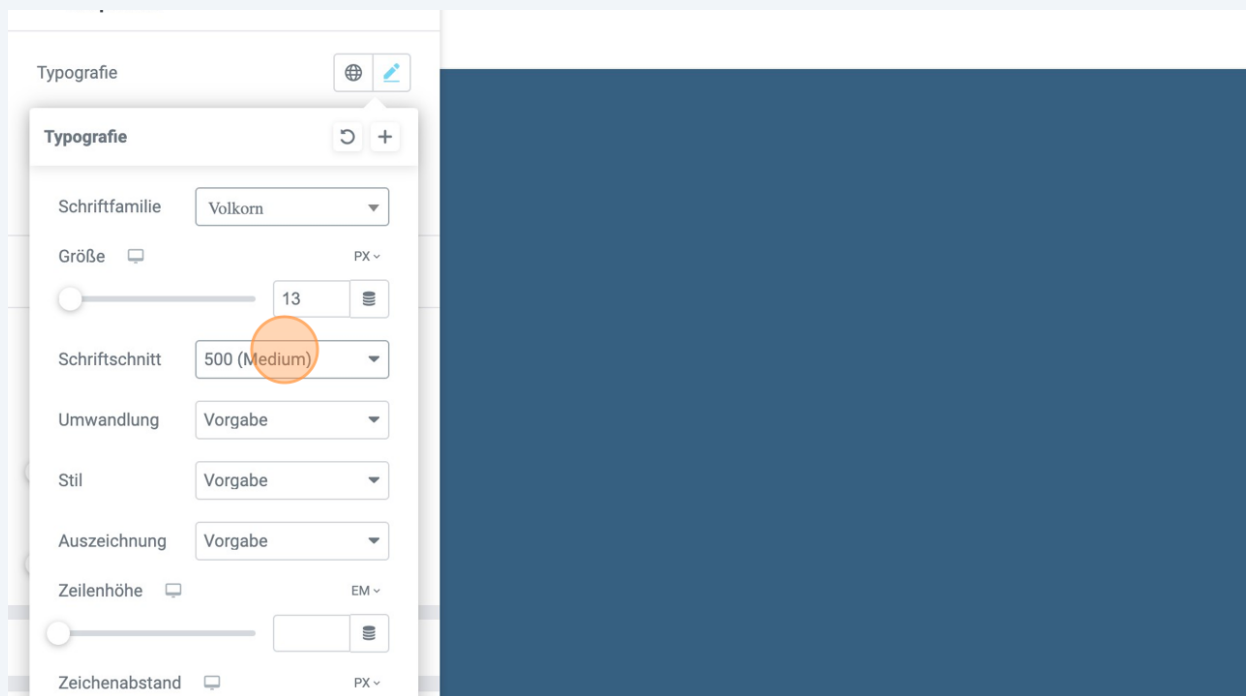 Typografie
Typografie
Schriftfamilie Volkorn
Größe PX
13
Schriftschnitt 500 (Medium)
Umwandlung Vorgabe
Stil Vorgabe
Auszeichnung Vorgabe
Zeilenhöhe EM
Zeichenabstand PX